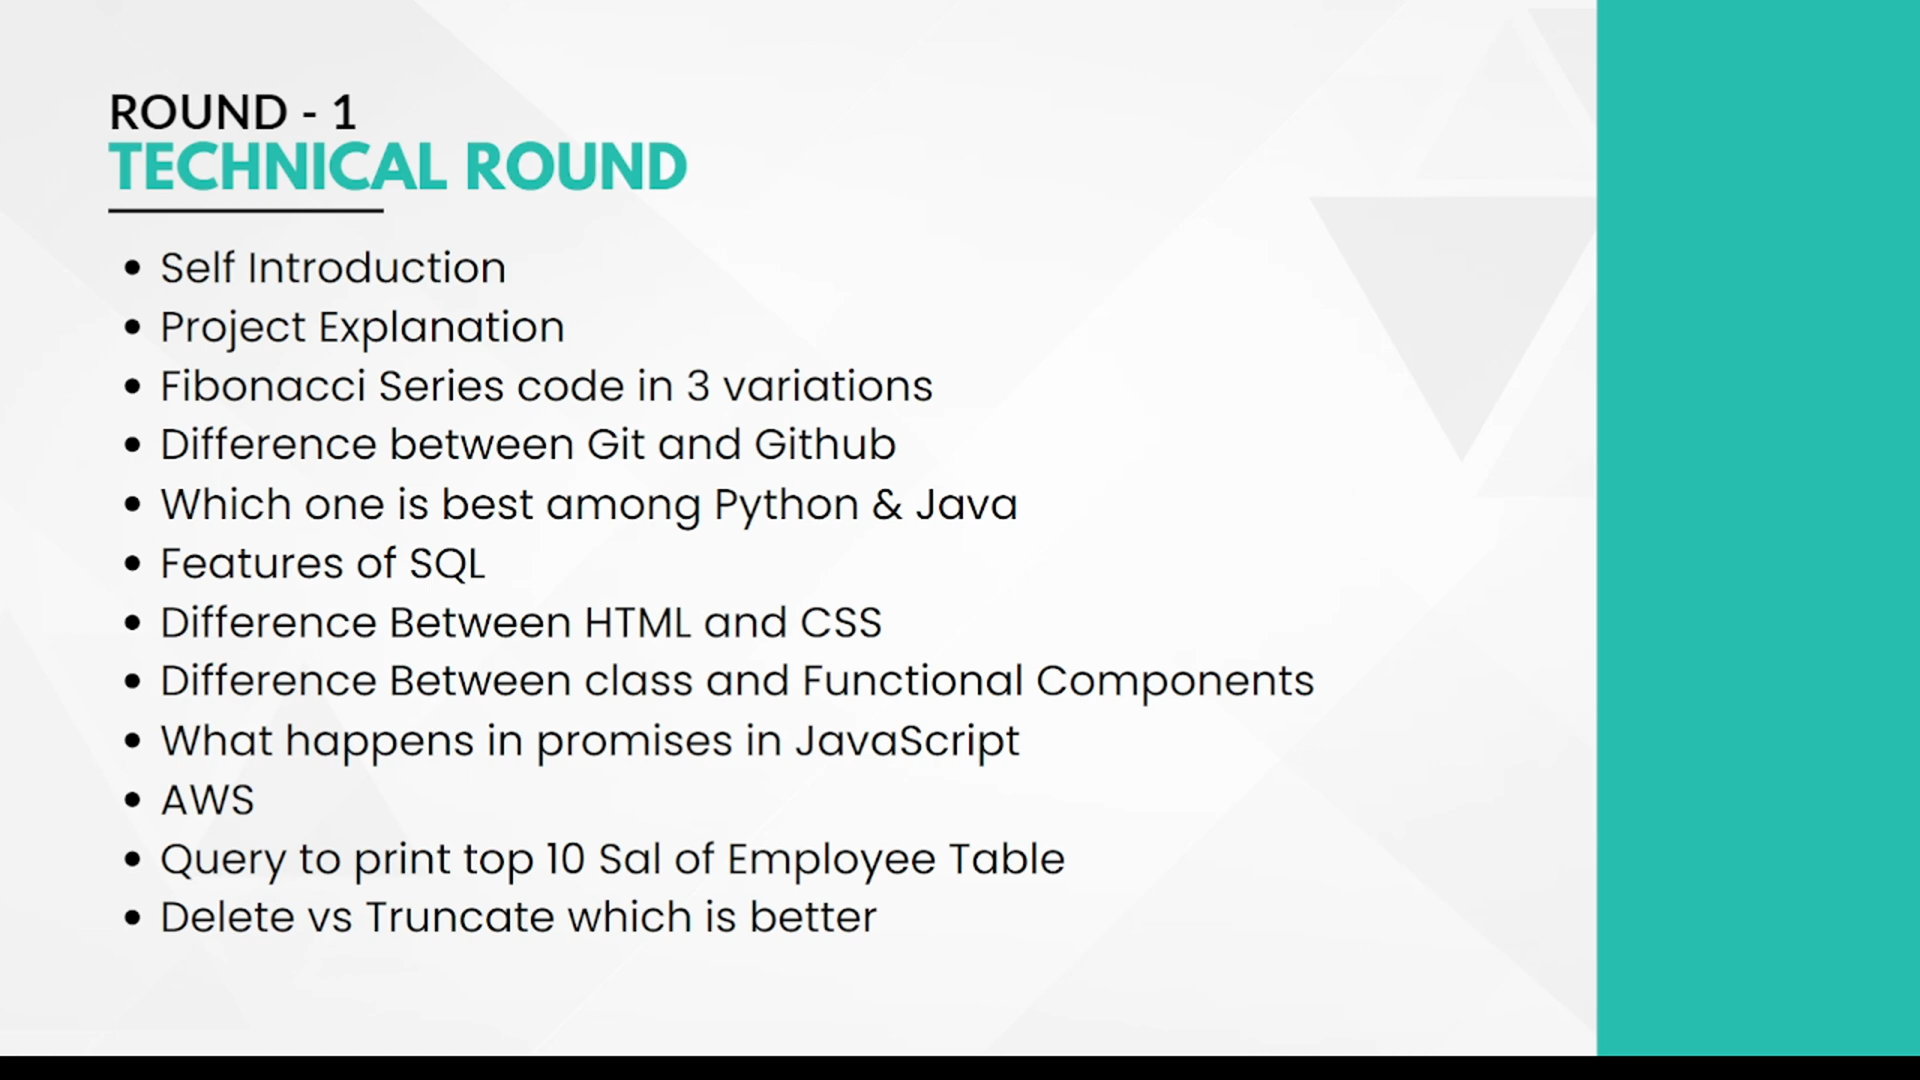 ROUND - 1
TECHNICAL ROUND
• Self Introduction
• Project Explanation
• Fibonacci Series code in 3 variations
• Difference between Git and Github
• Which one is best among Python & Java
• Features of SQL
• Difference Between HTML and CSS
• Difference Between class and Functional Components
• What happens in promises in JavaScript
• AWS
• Query to print top 10 Sal of Employee Table
• Delete vs Truncate which is better